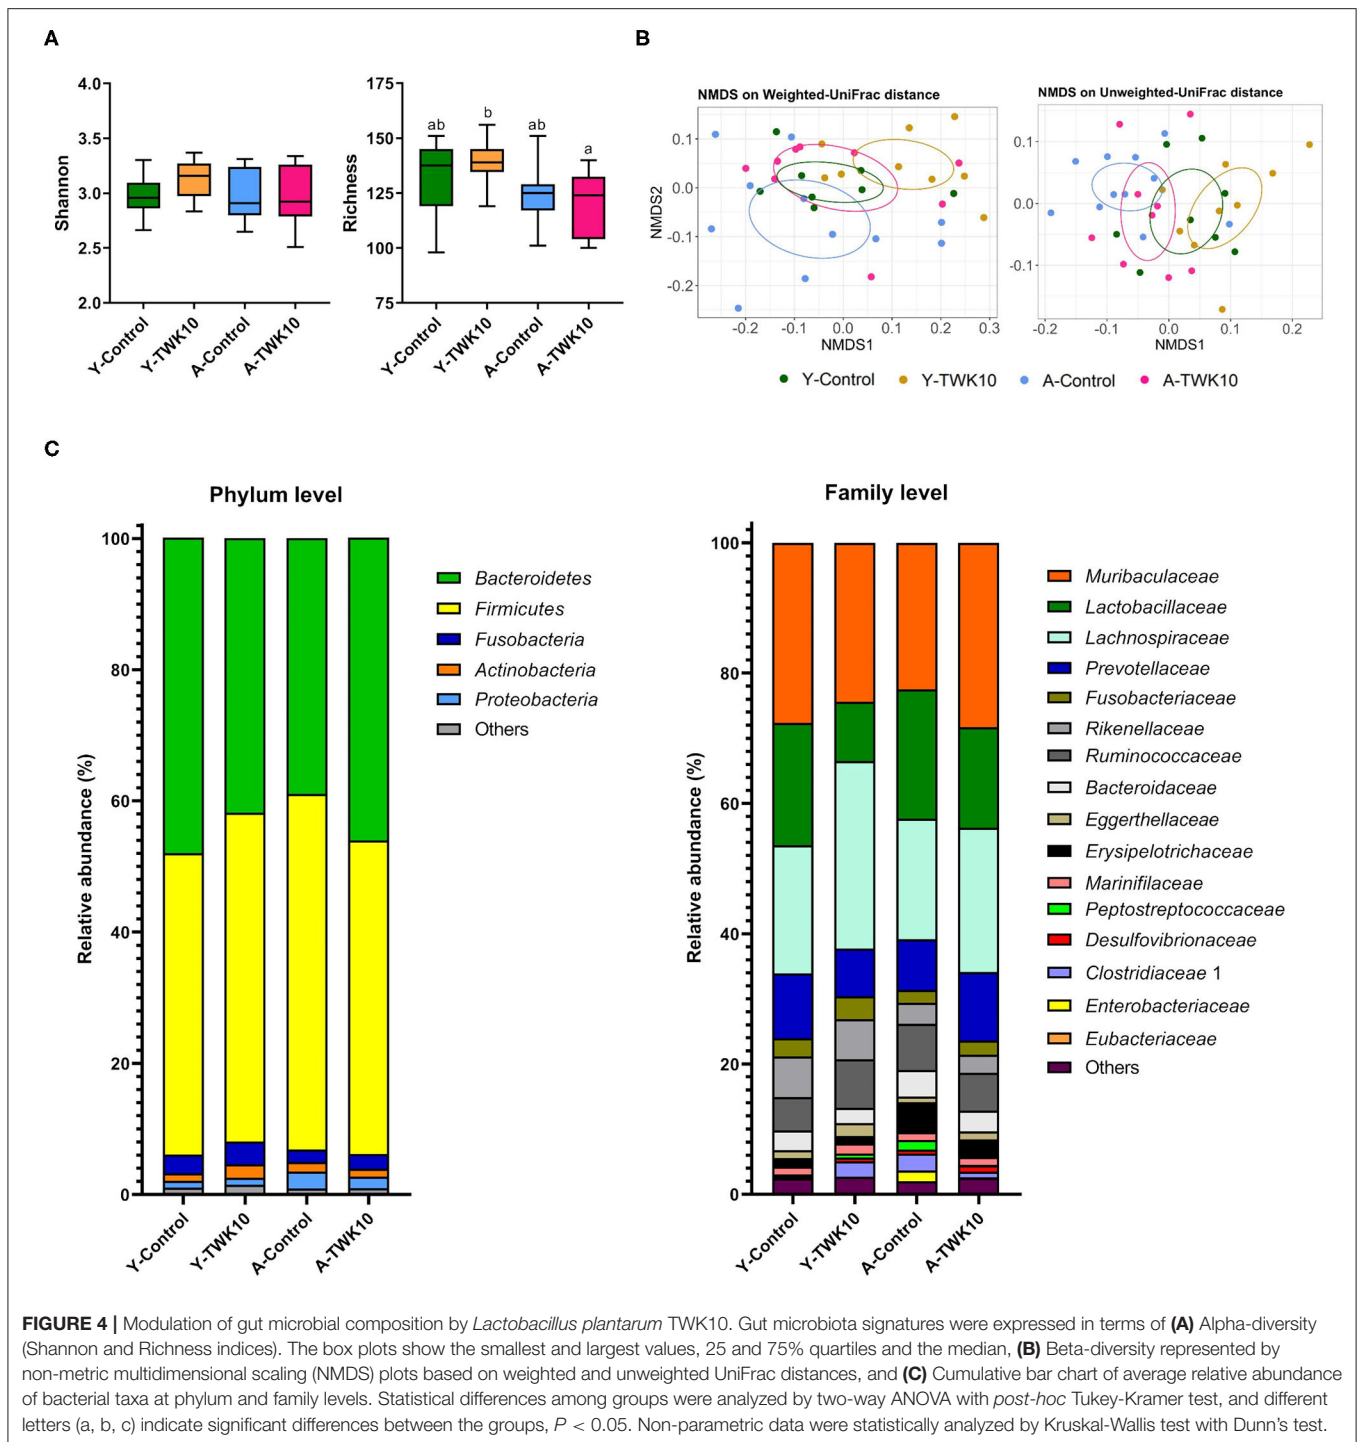 A
B
4.0
3.5
3.0
2.5
2.0
Shannon
Y-Control
Y-TWK10
A-Control
A-TWK10
175
150
125
100
75
Richness
ab
b
ab
a
Y-Control
Y-TWK10
A-Control
A-TWK10
NMDS on Weighted-UniFrac distance
0.1
0.0
-0.1
-0.2
NMDS2
-0.2
-0.1
0.0
0.1
0.2
0.3
NMDS1
NMDS on Unweighted-UniFrac distance
0.1
0.0
-0.1
-0.2
-0.1
0.0
0.1
0.2
NMDS1
Y-Control
Y-TWK10
A-Control
A-TWK10
C
Phylum level
100
80
60
40
20
0
Relative abundance (%)
Y-Control
Y-TWK10
A-Control
A-TWK10
Bacteroidetes
Firmicutes
Fusobacteria
Actinobacteria
Proteobacteria
Others
Family level
100
80
60
40
20
0
Relative abundance (%)
Y-Control
Y-TWK10
A-Control
A-TWK10
Muribaculaceae
Lactobacillaceae
Lachnospiraceae
Prevotellaceae
Fusobacteriaceae
Rikenellaceae
Ruminococcaceae
Bacteroidaceae
Eggerthellaceae
Erysipelotrichaceae
Marinifilaceae
Peptostreptococcaceae
Desulfovibrionaceae
Clostridiaceae 1
Enterobacteriaceae
Eubacteriaceae
Others
FIGURE 4 | Modulation of gut microbial composition by Lactobacillus plantarum TWK10. Gut microbiota signatures were expressed in terms of (A) Alpha-diversity
(Shannon and Richness indices). The box plots show the smallest and largest values, 25 and 75% quartiles and the median, (B) Beta-diversity represented by
non-metric multidimensional scaling (NMDS) plots based on weighted and unweighted UniFrac distances, and (C) Cumulative bar chart of average relative abundance
of bacterial taxa at phylum and family levels. Statistical differences among groups were analyzed by two-way ANOVA with post-hoc Tukey-Kramer test, and different
letters (a, b, c) indicate significant differences between the groups, P < 0.05. Non-parametric data were statistically analyzed by Kruskal-Wallis test with Dunn's test.